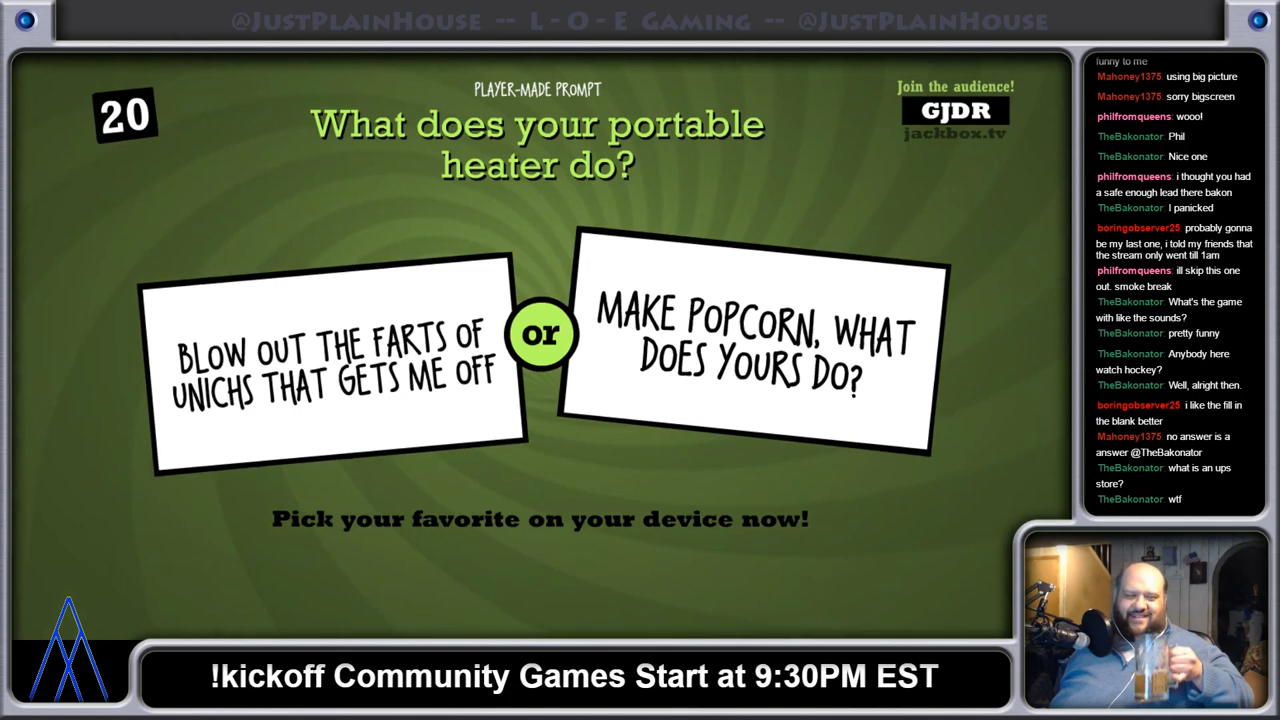 @JustPlainHouse -- L-O-E Gaming -- @JustPlainHouse
20
PLAYER-MADE PROMPT
What does your portable
heater do?
Join the audience!
GJDR
jackbox.tv
BLOW OUT THE FARTS OF
UNICHS THAT GETS ME OFF
or
MAKE POPCORN, WHAT
DOES YOURS DO?
Pick your favorite on your device now!
!kickoff Community Games Start at 9:30PM EST
funny to me
Mahoney1375: using big picture
Mahoney1375: sorry bigscreen
philfromqueens: wooo!
TheBakonator: Phil
TheBakonator: Nice one
philfromqueens: i thought you had
a safe enough lead there bakon
TheBakonator: I panicked
boringobserver25: probably gonna
be my last one, i told my friends that
the stream only went till 1am
philfromqueens: ill skip this one
out. smoke break
TheBakonator: What's the game
with like the sounds?
TheBakonator: pretty funny
TheBakonator: Anybody here
watch hockey?
TheBakonator: Well, alright then.
boringobserver25: i like the fill in
the blank better
Mahoney1375: no answer is a
answer @TheBakonator
TheBakonator: what is an ups
store?
TheBakonator: wtf